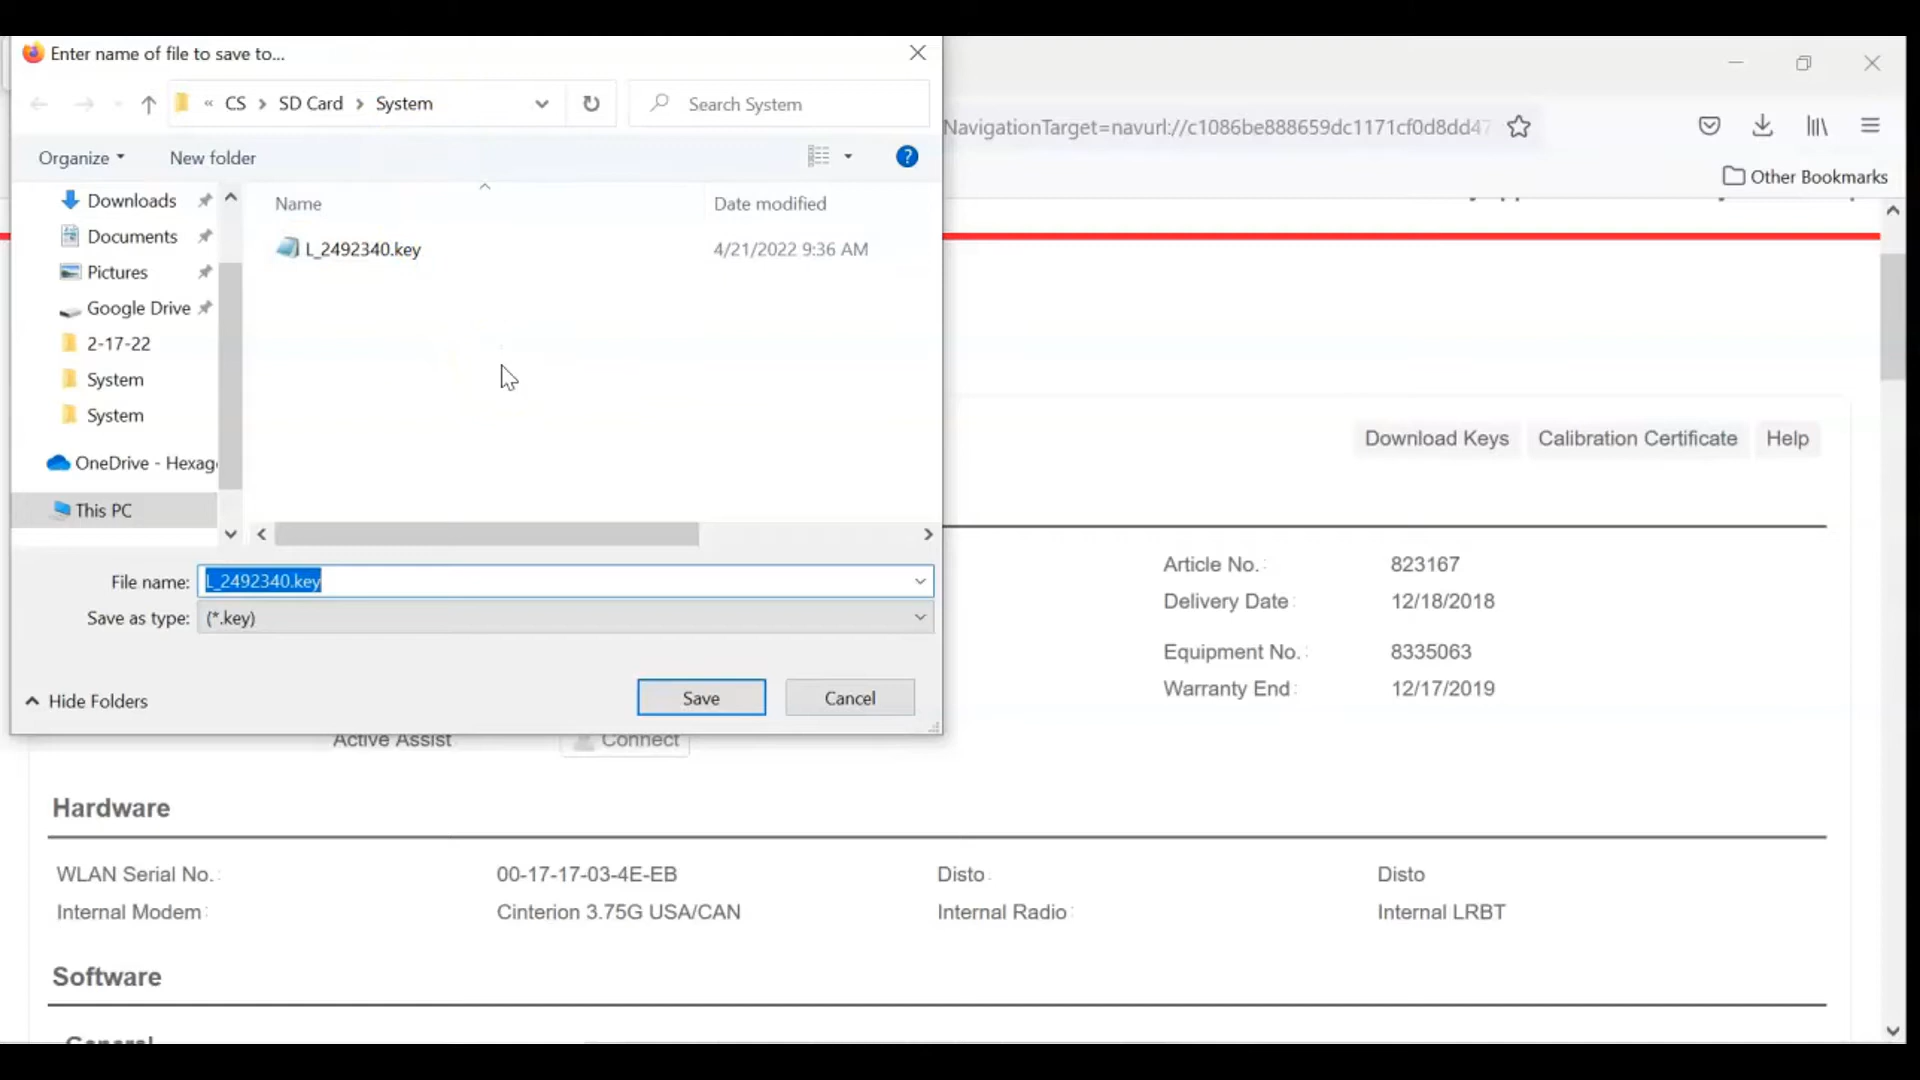 Enter name of file to save to...
« CS > SD Card > System
Search System
NavigationTarget=navurl://c1086be888659dc1171cf0d8dd47
Organize
New folder
?
Other Bookmarks
Name
Date modified
Downloads
Documents
Pictures
Google Drive
2-17-22
System
System
OneDrive - Hexag
This PC
L_2492340.key
4/21/2022 9:36 AM
File name: L_2492340.key
Save as type: (*.key)
Hide Folders
Save
Cancel
Download Keys
Calibration Certificate
Help
Article No.: 823167
Delivery Date: 12/18/2018
Equipment No.: 8335063
Warranty End: 12/17/2019
Active Assist
Connect
Hardware
WLAN Serial No.: 00-17-17-03-4E-EB
Disto: Disto
Internal Modem: Cinterion 3.75G USA/CAN
Internal Radio: Internal LRBT
Software
General